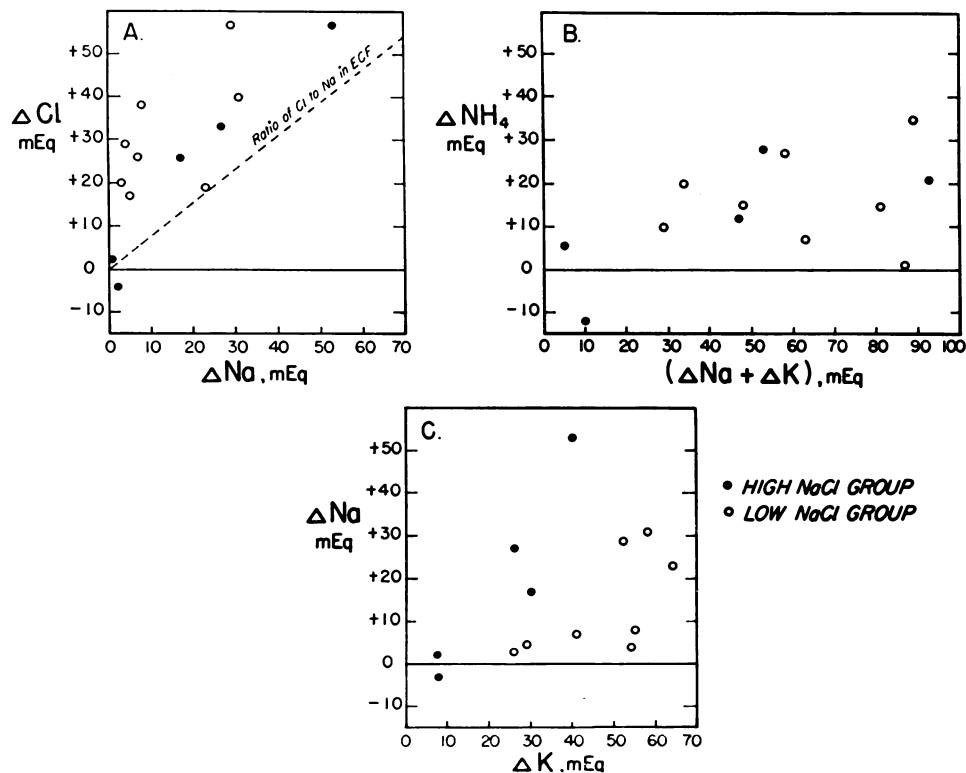 A.
+50
+40
+30
+20
+10
0
-10
Δ Cl
mEq
Ratio of Cl to Na in ECF
0 10 20 30 40 50 60 70
ΔNa, mEq
B.
+50
+40
+30
+20
+10
0
-10
Δ NH4
mEq
0 10 20 30 40 50 60 70 80 90 100
(ΔNa + ΔK), mEq
C.
+50
+40
+30
+20
+10
0
-10
Δ Na
mEq
0 10 20 30 40 50 60 70
ΔK, mEq
● HIGH NaCl GROUP
○ LOW NaCl GROUP